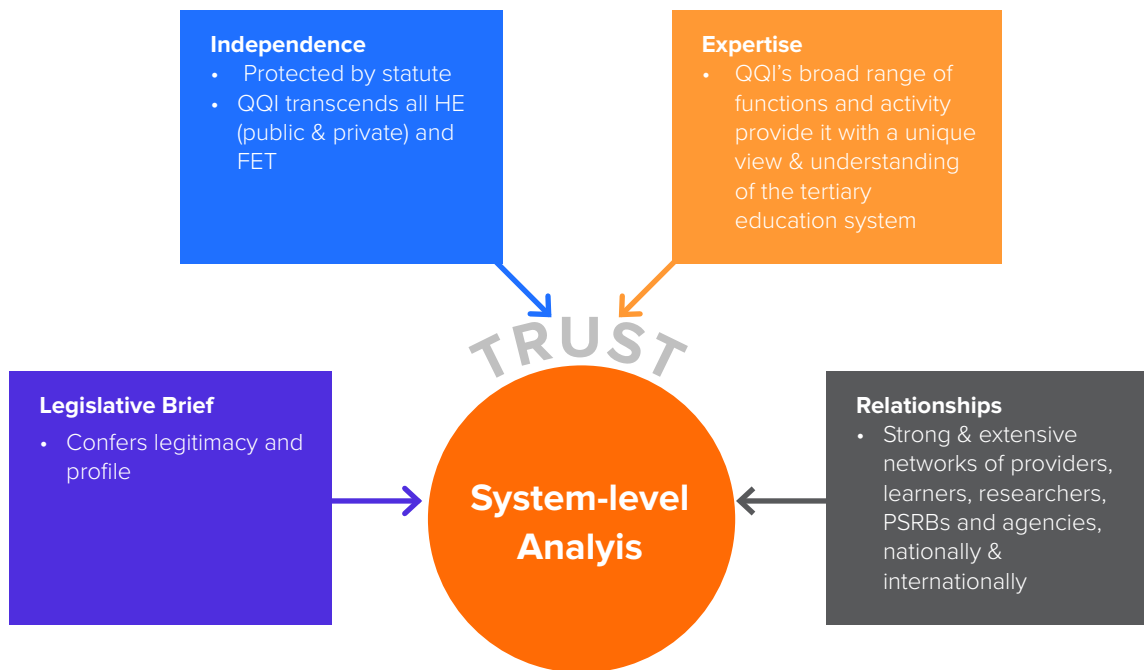 Independence
• Protected by statute
• QQI transcends all HE
(public & private) and
FET
Expertise
• QQI’s broad range of
functions and activity
provide it with a unique
view & understanding
of the tertiary
education system
TRUST
Legislative Brief
• Confers legitimacy and
profile
System-level
Analyis
Relationships
• Strong & extensive
networks of providers,
learners, researchers,
PSRBs and agencies,
nationally &
internationally